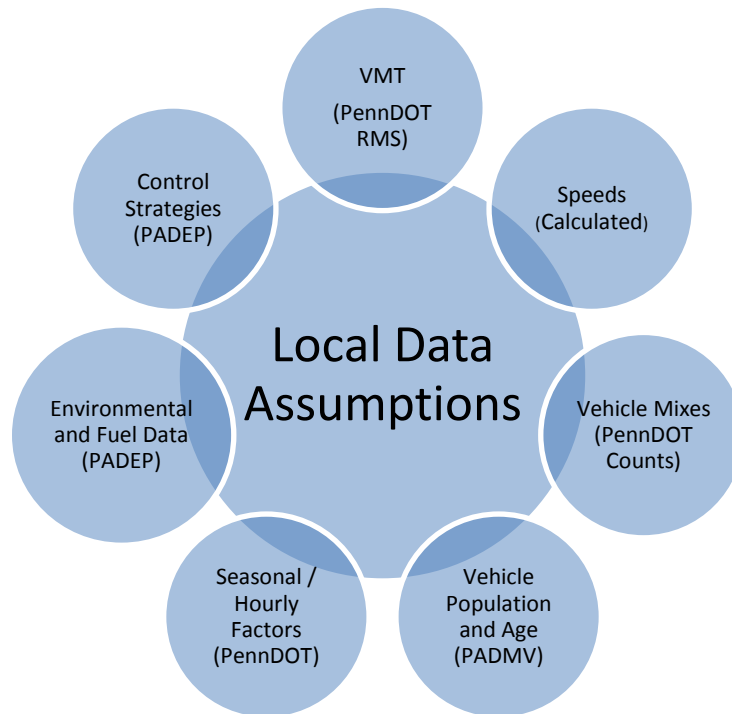 VMT
(PennDOT
RMS)
Speeds
(Calculated)
Vehicle Mixes
(PennDOT
Counts)
Vehicle
Population
and Age
(PADMV)
Seasonal /
Hourly
Factors
(PennDOT)
Environmental
and Fuel Data
(PADEP)
Control
Strategies
(PADEP)
Local Data
Assumptions